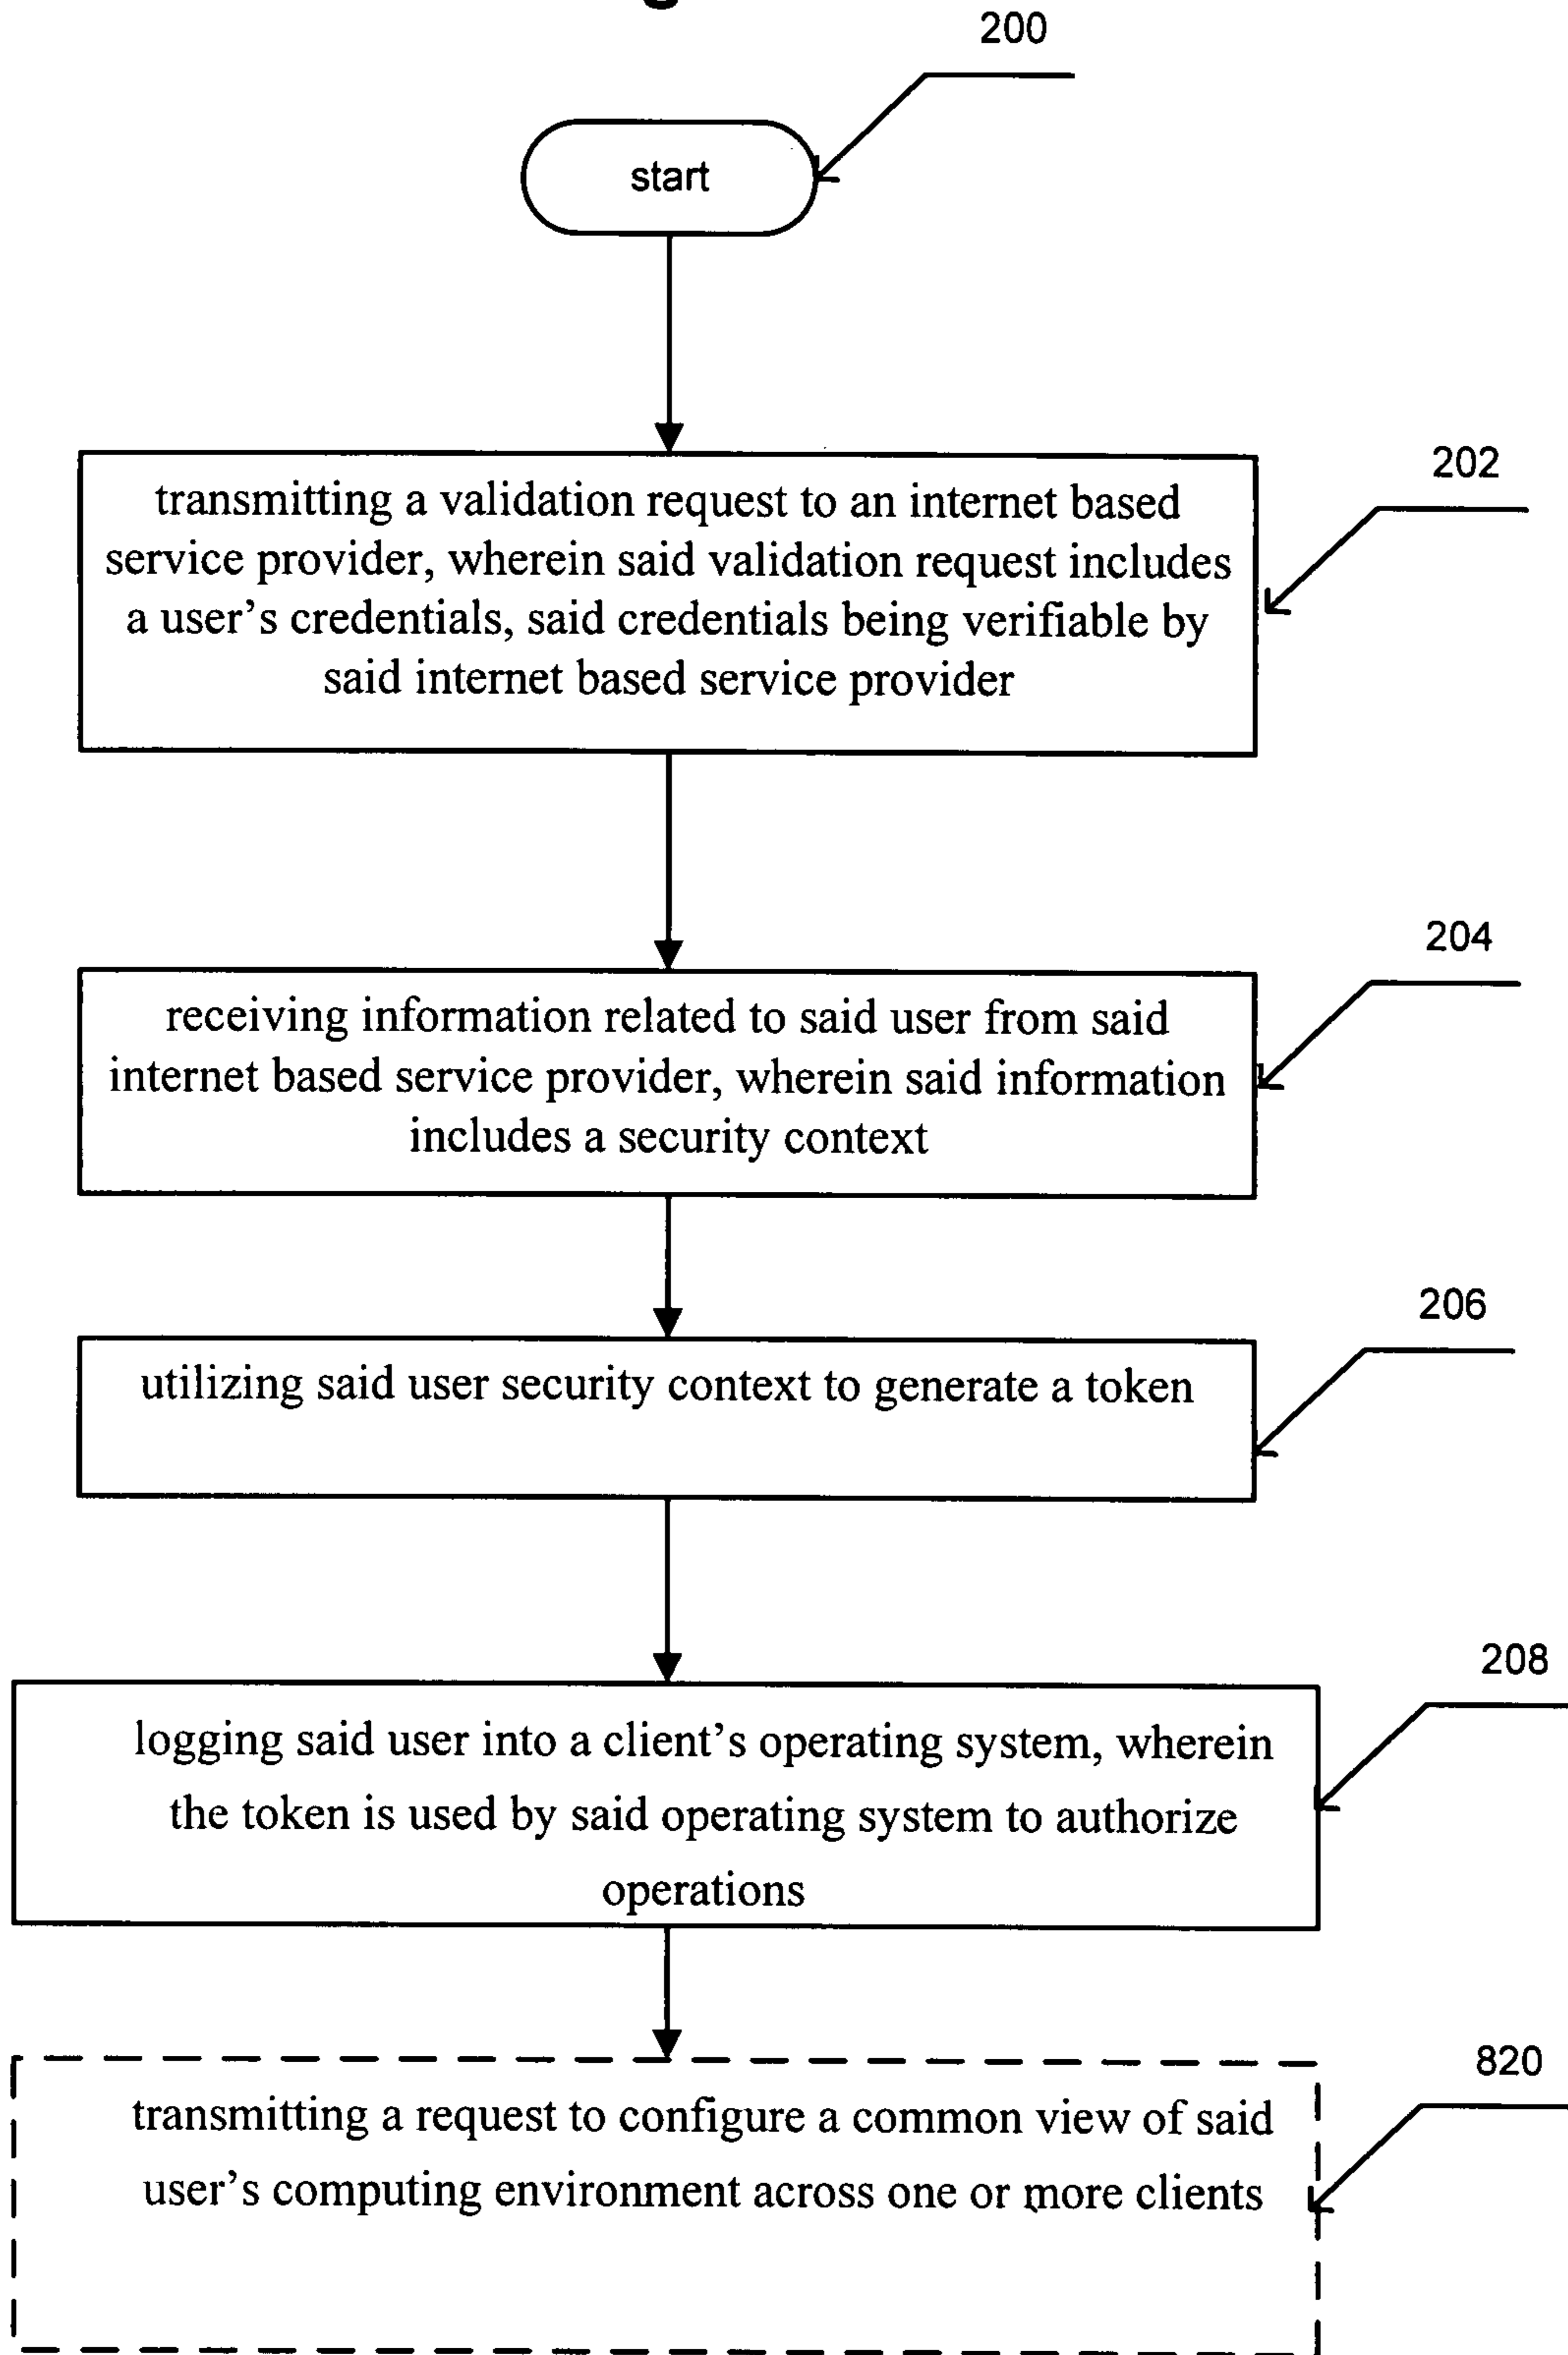 200
start
202
transmitting a validation request to an internet based
service provider, wherein said validation request includes
a user's credentials, said credentials being verifiable by
said internet based service provider
204
receiving information related to said user from said
internet based service provider, wherein said information
includes a security context
206
utilizing said user security context to generate a token
208
logging said user into a client's operating system, wherein
the token is used by said operating system to authorize
operations
820
transmitting a request to configure a common view of said
user's computing environment across one or more clients